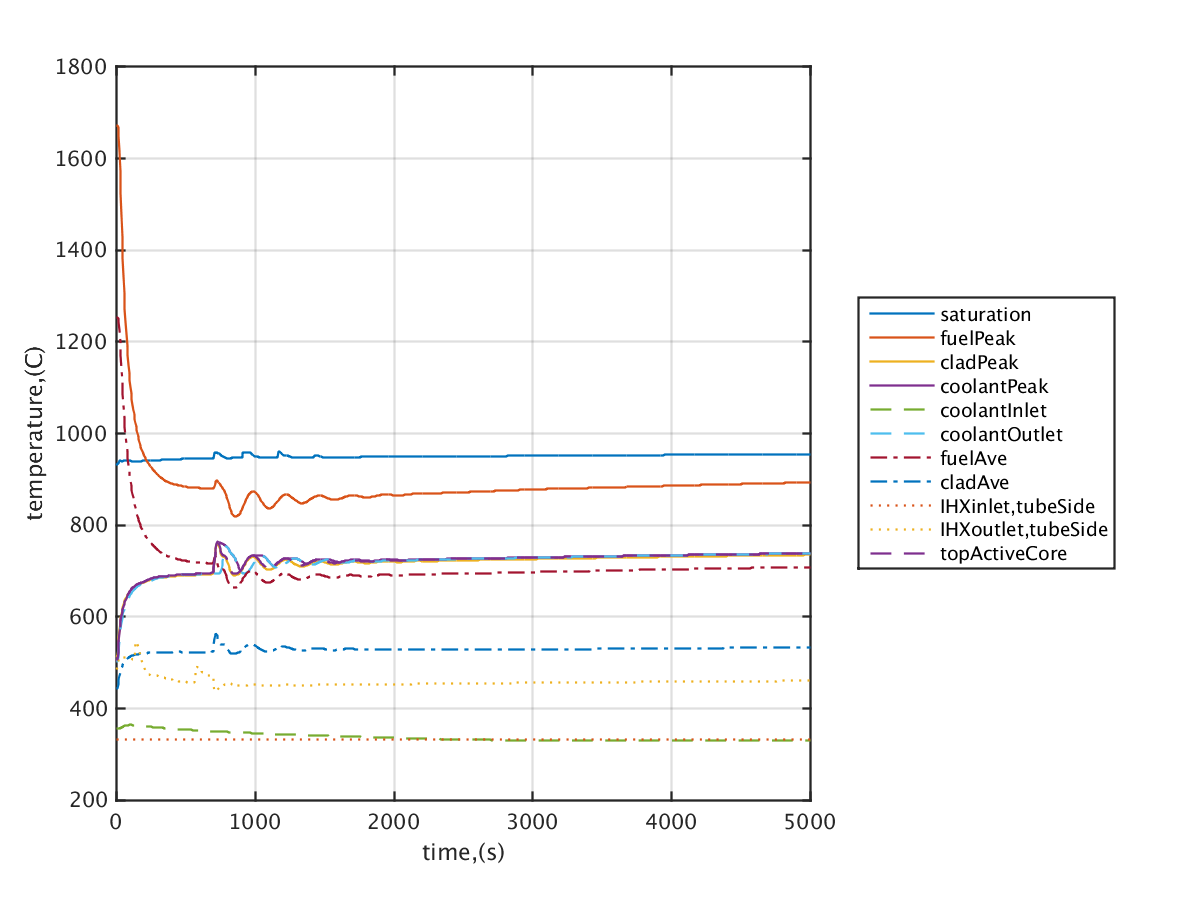 1800
1600
1400
1200
1000
800
600
400
200
temperature,(C)
0
1000
2000
3000
4000
5000
time,(s)
saturation
fuelPeak
cladPeak
coolantPeak
coolantInlet
coolantOutlet
fuelAve
cladAve
IHXinlet,tubeSide
IHXoutlet,tubeSide
topActiveCore